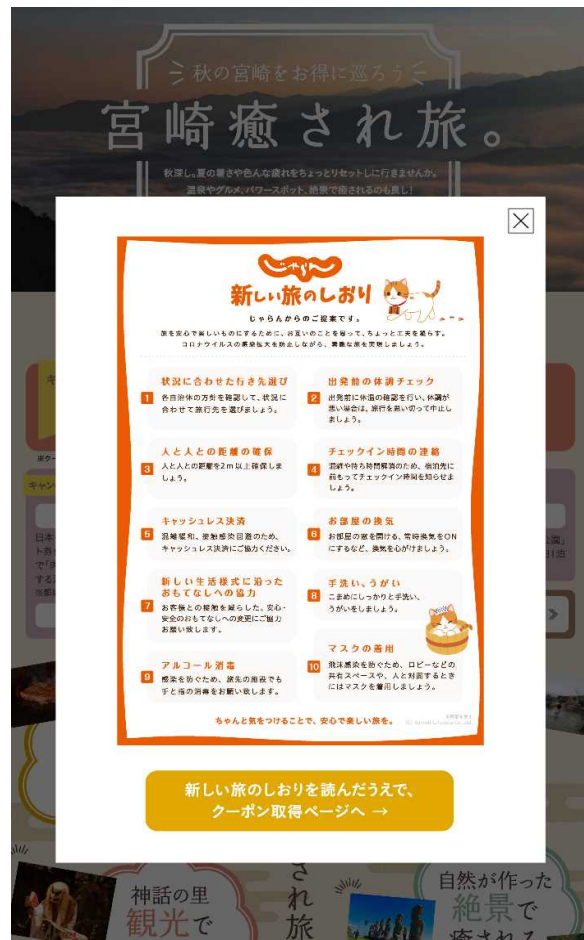 秋の宮崎をお得に巡ろう
宮崎癒され旅。
秋深し。夏の暑さや色んな疲れをちょっとリセットしに行きませんか。
温泉やグルメ、パワースポット、絶景で癒されるのも良し!
じゃらん
新しい旅のしおり
じゃらんからのご提案です。
旅を安心で楽しいものにするために、お互いのことを思って、ちょっと工夫を凝らす。
コロナウイルスの感染拡大を防止しながら、素敵な旅を実現しましょう。
1 状況に合わせた行き先選び
各自治体の方針を確認して、状況に
合わせて旅行先を選びましょう。
2 出発前の体調チェック
出発前に体温の確認を行い、体調が
悪い場合は、旅行を思い切って中止し
ましょう。
3 人と人との距離の確保
人と人との距離を2m以上確保しま
しょう。
4 チェックイン時間の連絡
混雑や待ち時間解消のため、宿泊先に
前もってチェックイン時間を知らせま
しょう。
5 キャッシュレス決済
混雑緩和、接触感染回避のため、
キャッシュレス決済にご協力ください。
6 お部屋の換気
お部屋の窓を開ける、常時換気をON
にするなど、換気を心がけましょう。
7 新しい生活様式に沿った
おもてなしへの協力
お客様との接触を減らした、安心・
安全のおもてなしへの変更にご協力
お願い致します。
8 手洗い、うがい
こまめにしっかりと手洗い、
うがいをしましょう。
9 アルコール消毒
感染を防ぐため、旅先の施設でも
手と指の消毒をお願い致します。
10 マスクの着用
飛沫感染を防ぐため、ロビーなどの
共有スペースや、人と対面するとき
にはマスクを着用しましょう。
ちゃんと気をつけることで、安心で楽しい旅を。
新しい旅のしおりを読んだうえで、
クーポン取得ページへ →
神話の里
観光で
され旅
自然が作った
絶景で
癒される